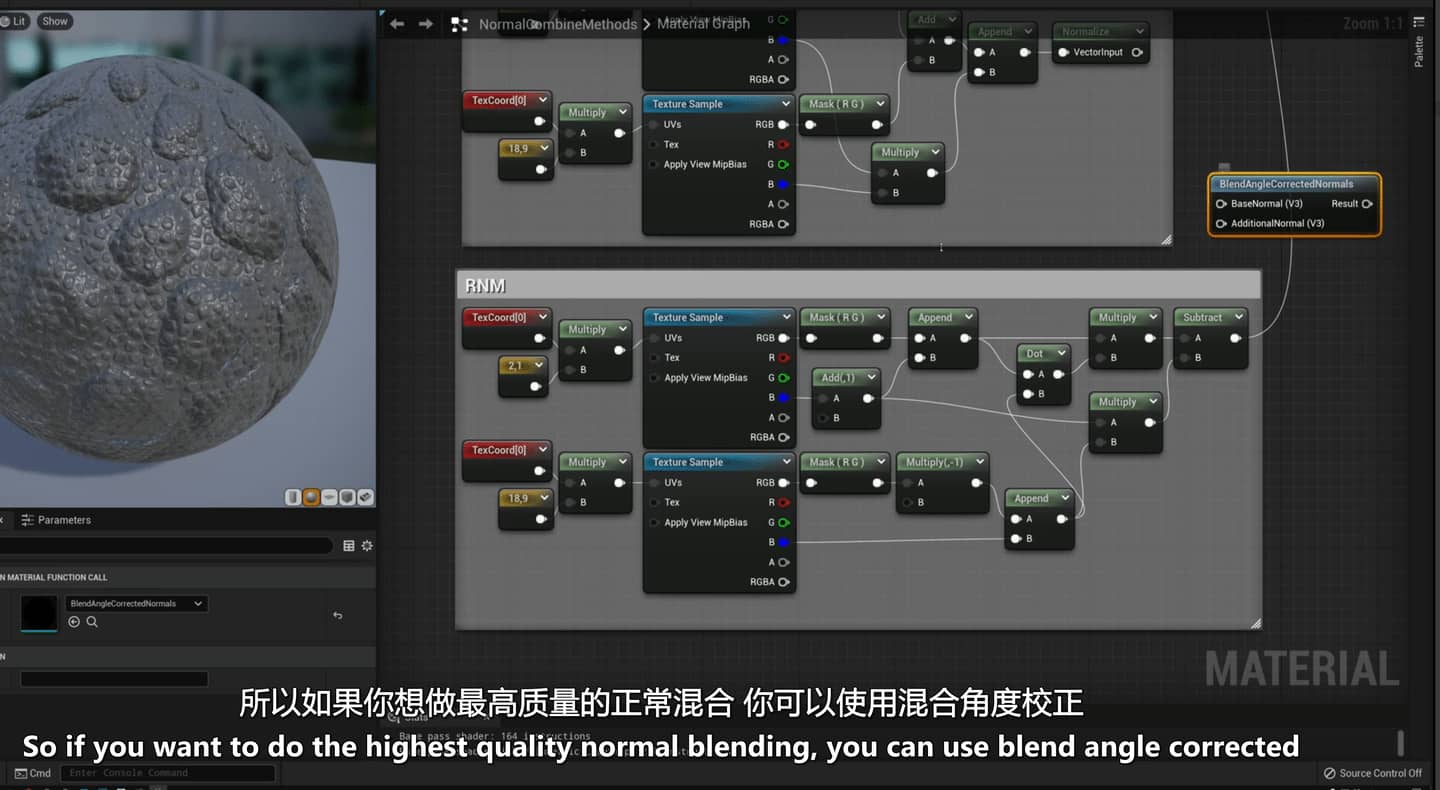 Lit
Show
NormalCombineMethods > Material Graph
Zoom 1:1
Palette
Apply View MipBias
G
B
A
RGBA
Add
A
B
Append
A
B
Normalize
VectorInput
TexCoord[0]
Multiply
A
B
18,9
Texture Sample
UVs
RGB
Tex
R
Apply View MipBias
G
B
A
RGBA
Mask ( R G )
Multiply
A
B
BlendAngleCorrectedNormals
BaseNormal (V3)
Result
AdditionalNormal (V3)
RNM
TexCoord[0]
Multiply
A
B
2,1
Texture Sample
UVs
RGB
Tex
R
Apply View MipBias
G
B
A
RGBA
Mask ( R G )
Add(,1)
A
B
Append
A
B
Dot
A
B
Multiply
A
B
Subtract
A
B
Multiply
A
B
TexCoord[0]
Multiply
A
B
18,9
Texture Sample
UVs
RGB
Tex
R
Apply View MipBias
G
B
A
RGBA
Mask ( R G )
Multiply(,-1)
A
B
Append
A
B
Parameters
N MATERIAL FUNCTION CALL
BlendAngleCorrectedNormals
N
MATERIAL
所以如果你想做最高质量的正常混合 你可以使用混合角度校正
Stats
Base pass shader: 164 instructions
So if you want to do the highest quality normal blending, you can use blend angle corrected
Cmd
Enter Console Command
Source Control Off